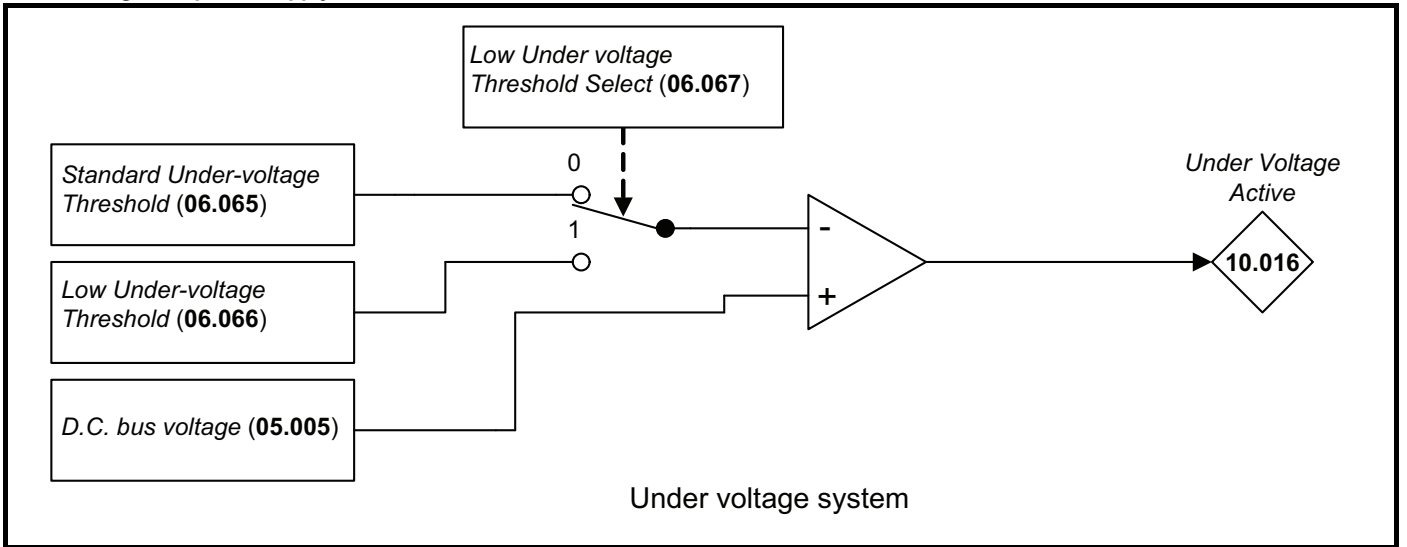 Low Under voltage
Threshold Select (06.067)
0
Standard Under-voltage
Threshold (06.065)
1
Low Under-voltage
Threshold (06.066)
D.C. bus voltage (05.005)
-
+
Under Voltage
Active
10.016
Under voltage system